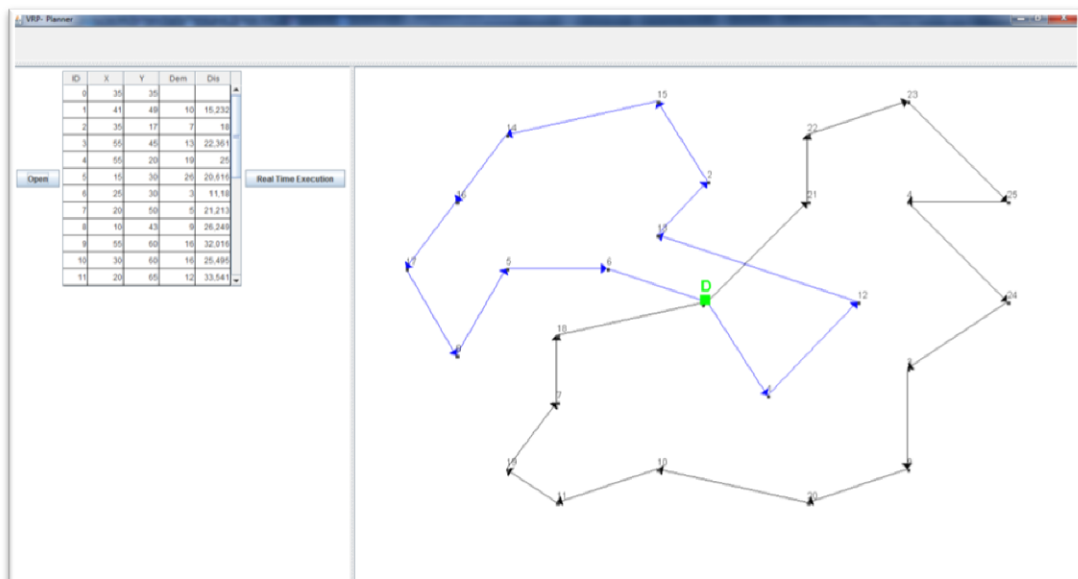 VRP- Planner
ID X Y Dem Dis
0 35 35
1 41 49 10 15,232
2 35 17 7 18
3 55 45 13 22,361
4 55 20 19 25
5 15 30 26 20,616
6 25 30 3 11,18
7 20 50 5 21,213
8 10 43 9 26,249
9 55 60 16 32,016
10 30 60 16 25,495
11 20 65 12 33,541
Open
Real Time Execution
15
23
14
22
2
4
25
21
5
6
D
12
24
18
7
10
11
20